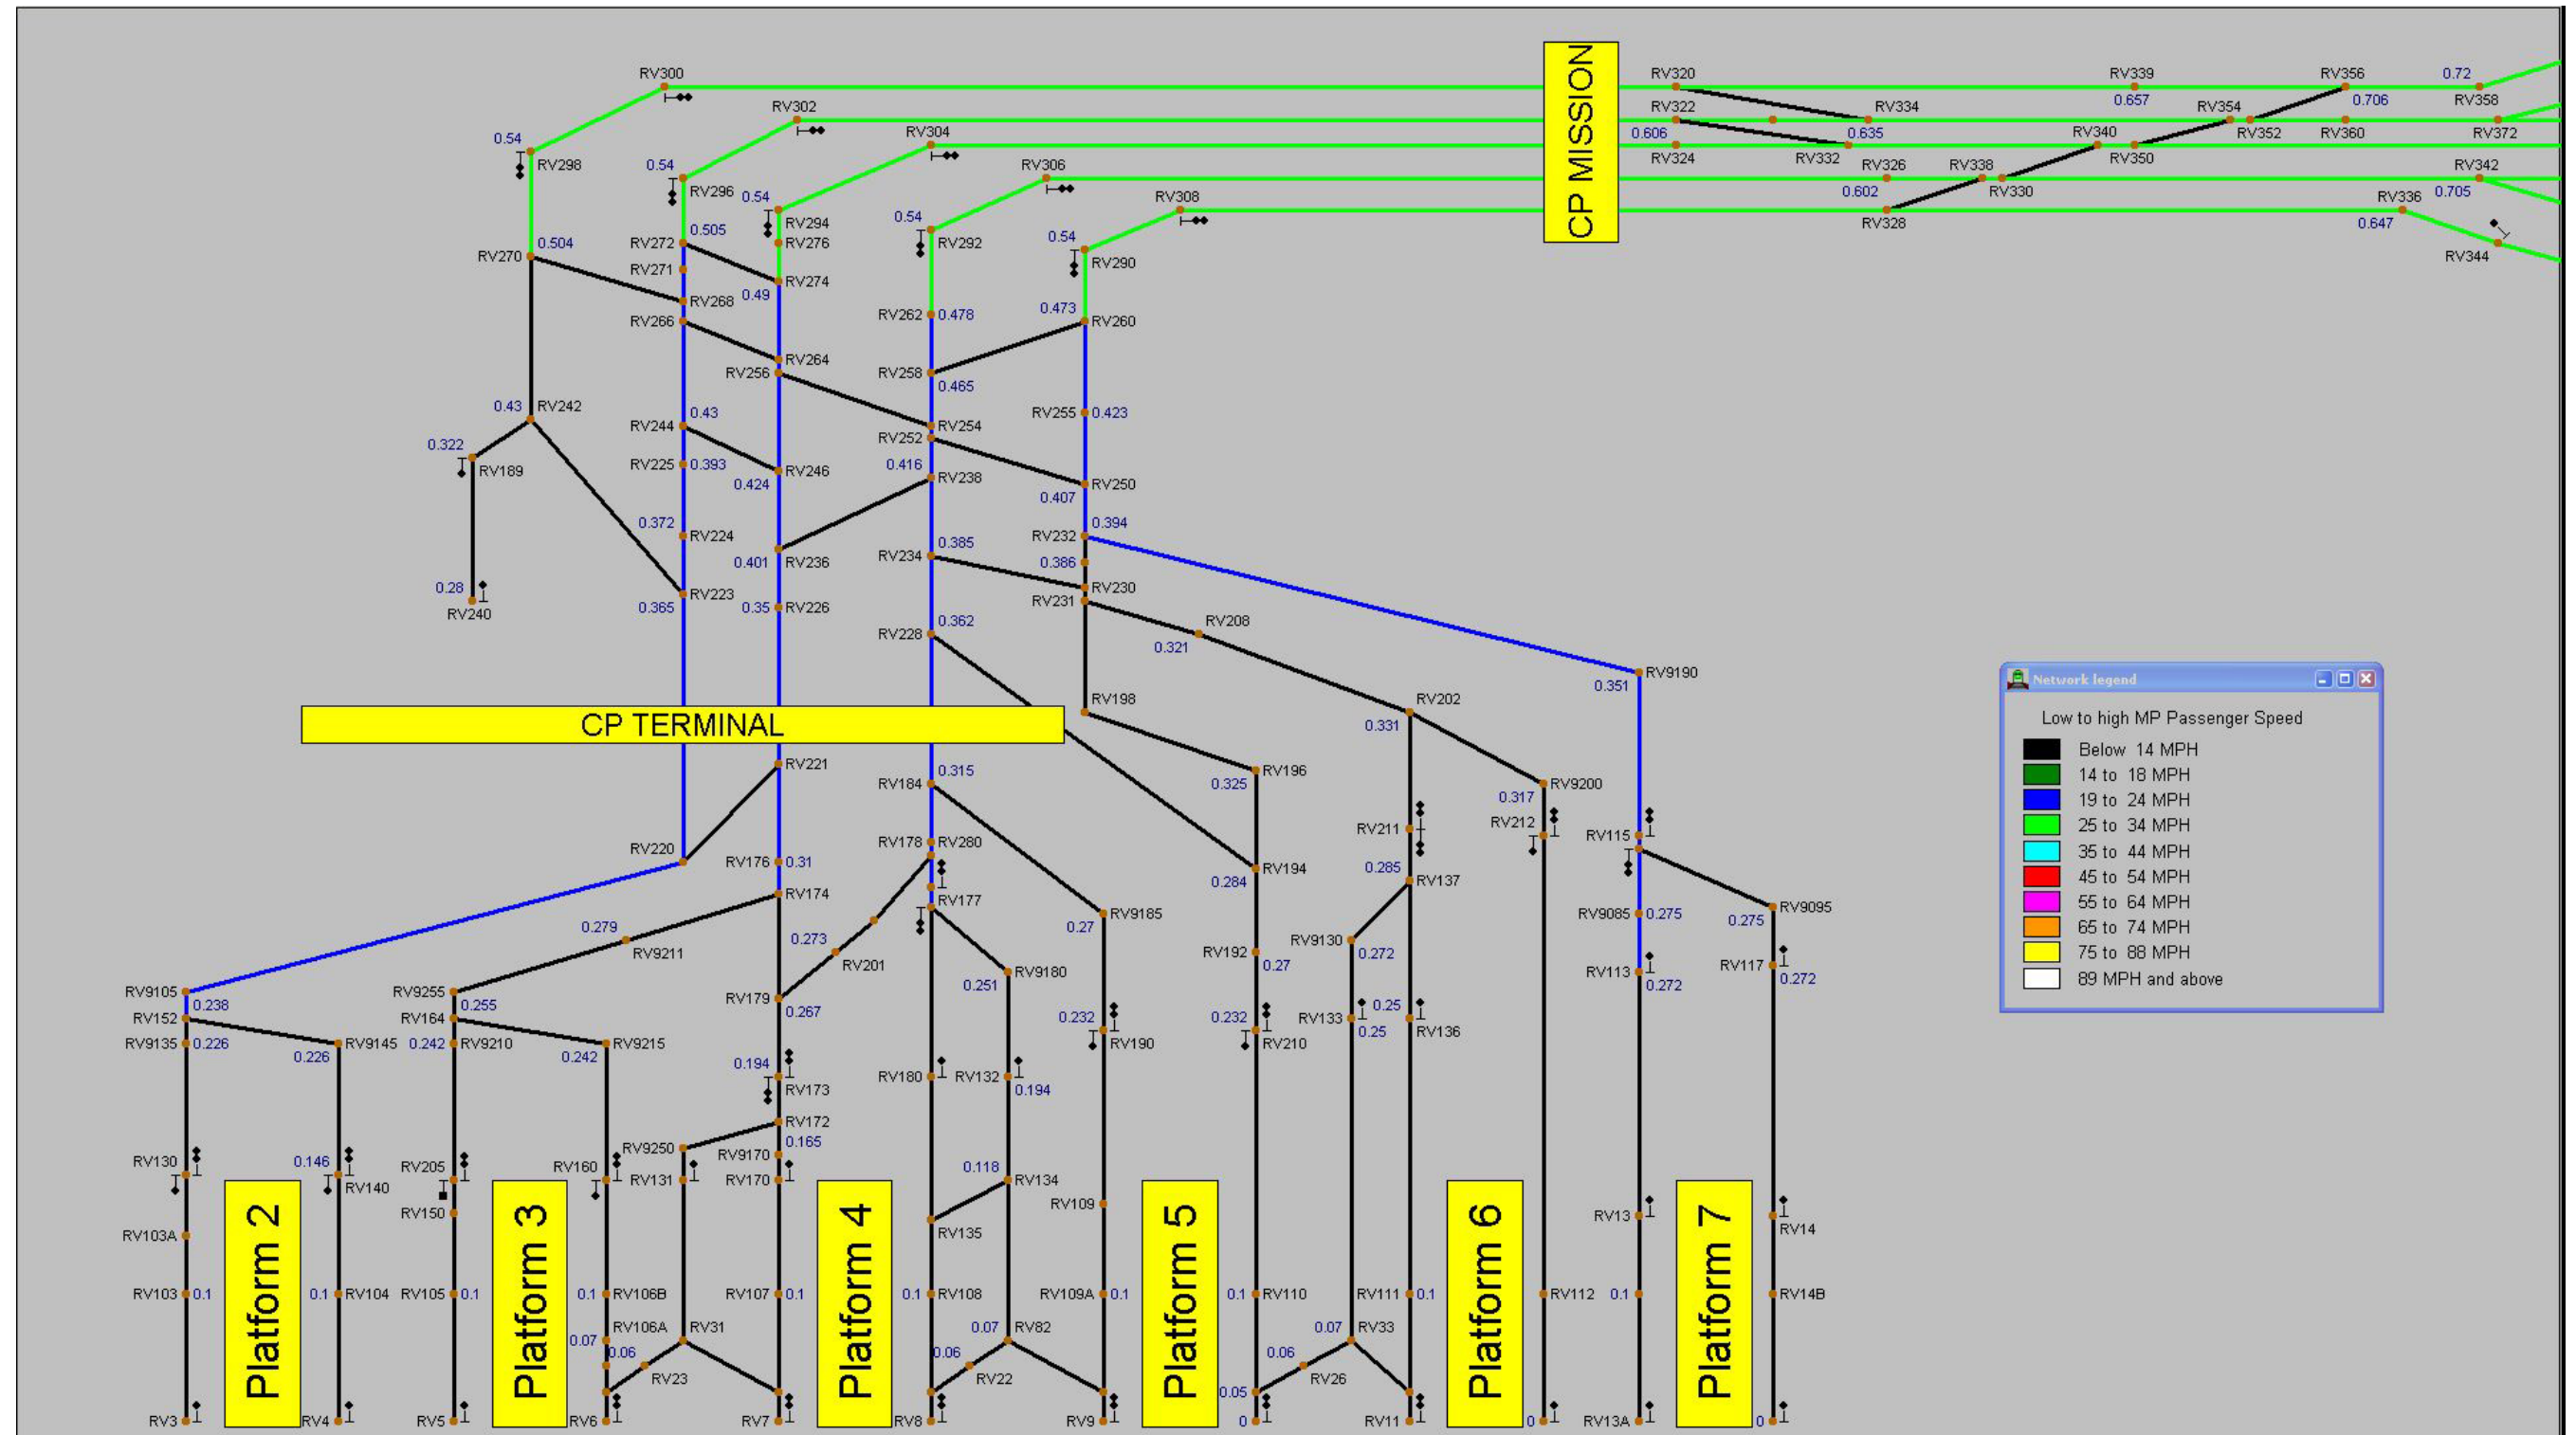 RV300
RV320
RV339
RV356
0.72
0.657
0.706
RV358
RV302
RV322
RV334
RV354
CP MISSION
0.54
RV304
0.606
0.635
RV340
RV352
RV360
RV372
RV298
0.54
RV306
RV324
RV332
RV326
RV338
RV350
RV342
RV296
0.54
RV308
0.602
RV330
0.705
RV336
RV294
0.54
RV328
0.647
0.504
RV272
0.505
RV276
RV292
0.54
RV344
RV270
RV271
RV290
RV274
RV268
0.49
RV262
0.478
0.473
RV266
RV260
RV264
RV256
RV258
0.465
0.43
RV242
0.43
RV255
0.423
RV244
RV254
RV252
0.322
RV189
RV225
0.393
RV246
0.416
RV238
0.424
RV250
0.407
0.372
RV224
RV232
0.394
RV234
0.385
0.401
RV236
0.386
0.28
RV240
RV223
RV230
0.365
0.35
RV226
RV231
RV228
0.362
RV208
0.321
RV9190
0.351
Network legend
Low to high MP Passenger Speed
Below 14 MPH
14 to 18 MPH
19 to 24 MPH
25 to 34 MPH
35 to 44 MPH
45 to 54 MPH
55 to 64 MPH
65 to 74 MPH
75 to 88 MPH
89 MPH and above
RV198
RV202
CP TERMINAL
0.331
RV221
0.315
RV196
RV184
0.325
RV9200
0.317
RV212
RV211
RV115
RV220
RV178
RV280
RV176
0.31
RV194
0.284
0.285
RV137
RV174
RV177
RV9185
0.27
RV9085
0.275
0.275
RV9095
0.279
RV9211
0.273
RV201
RV9130
0.272
RV192
0.27
RV9180
0.251
RV113
0.272
RV117
0.272
RV9105
0.238
RV9255
0.255
RV179
0.267
RV152
RV164
0.232
RV190
0.232
RV210
RV133
0.25
0.25
RV136
RV9135
0.226
0.226
RV9145
0.242
RV9210
0.242
RV9215
0.194
RV173
RV180
RV132
0.194
RV172
0.165
RV9250
RV9170
RV130
0.146
RV140
RV205
RV160
RV131
RV170
0.118
RV134
RV150
RV109
RV13
RV14
RV103A
RV135
Platform 2
Platform 3
Platform 4
Platform 5
Platform 6
Platform 7
RV103
0.1
0.1
RV104
RV105
0.1
0.1
RV106B
RV107
0.1
0.1
RV108
RV109A
0.1
0.1
RV110
RV111
0.1
RV112
0.1
RV14B
RV106A
0.07
RV31
0.07
RV82
0.07
RV33
0.06
RV23
0.06
RV22
0.06
RV26
0.05
RV3
RV4
RV5
RV6
RV7
RV8
RV9
0
RV11
0
RV13A
0